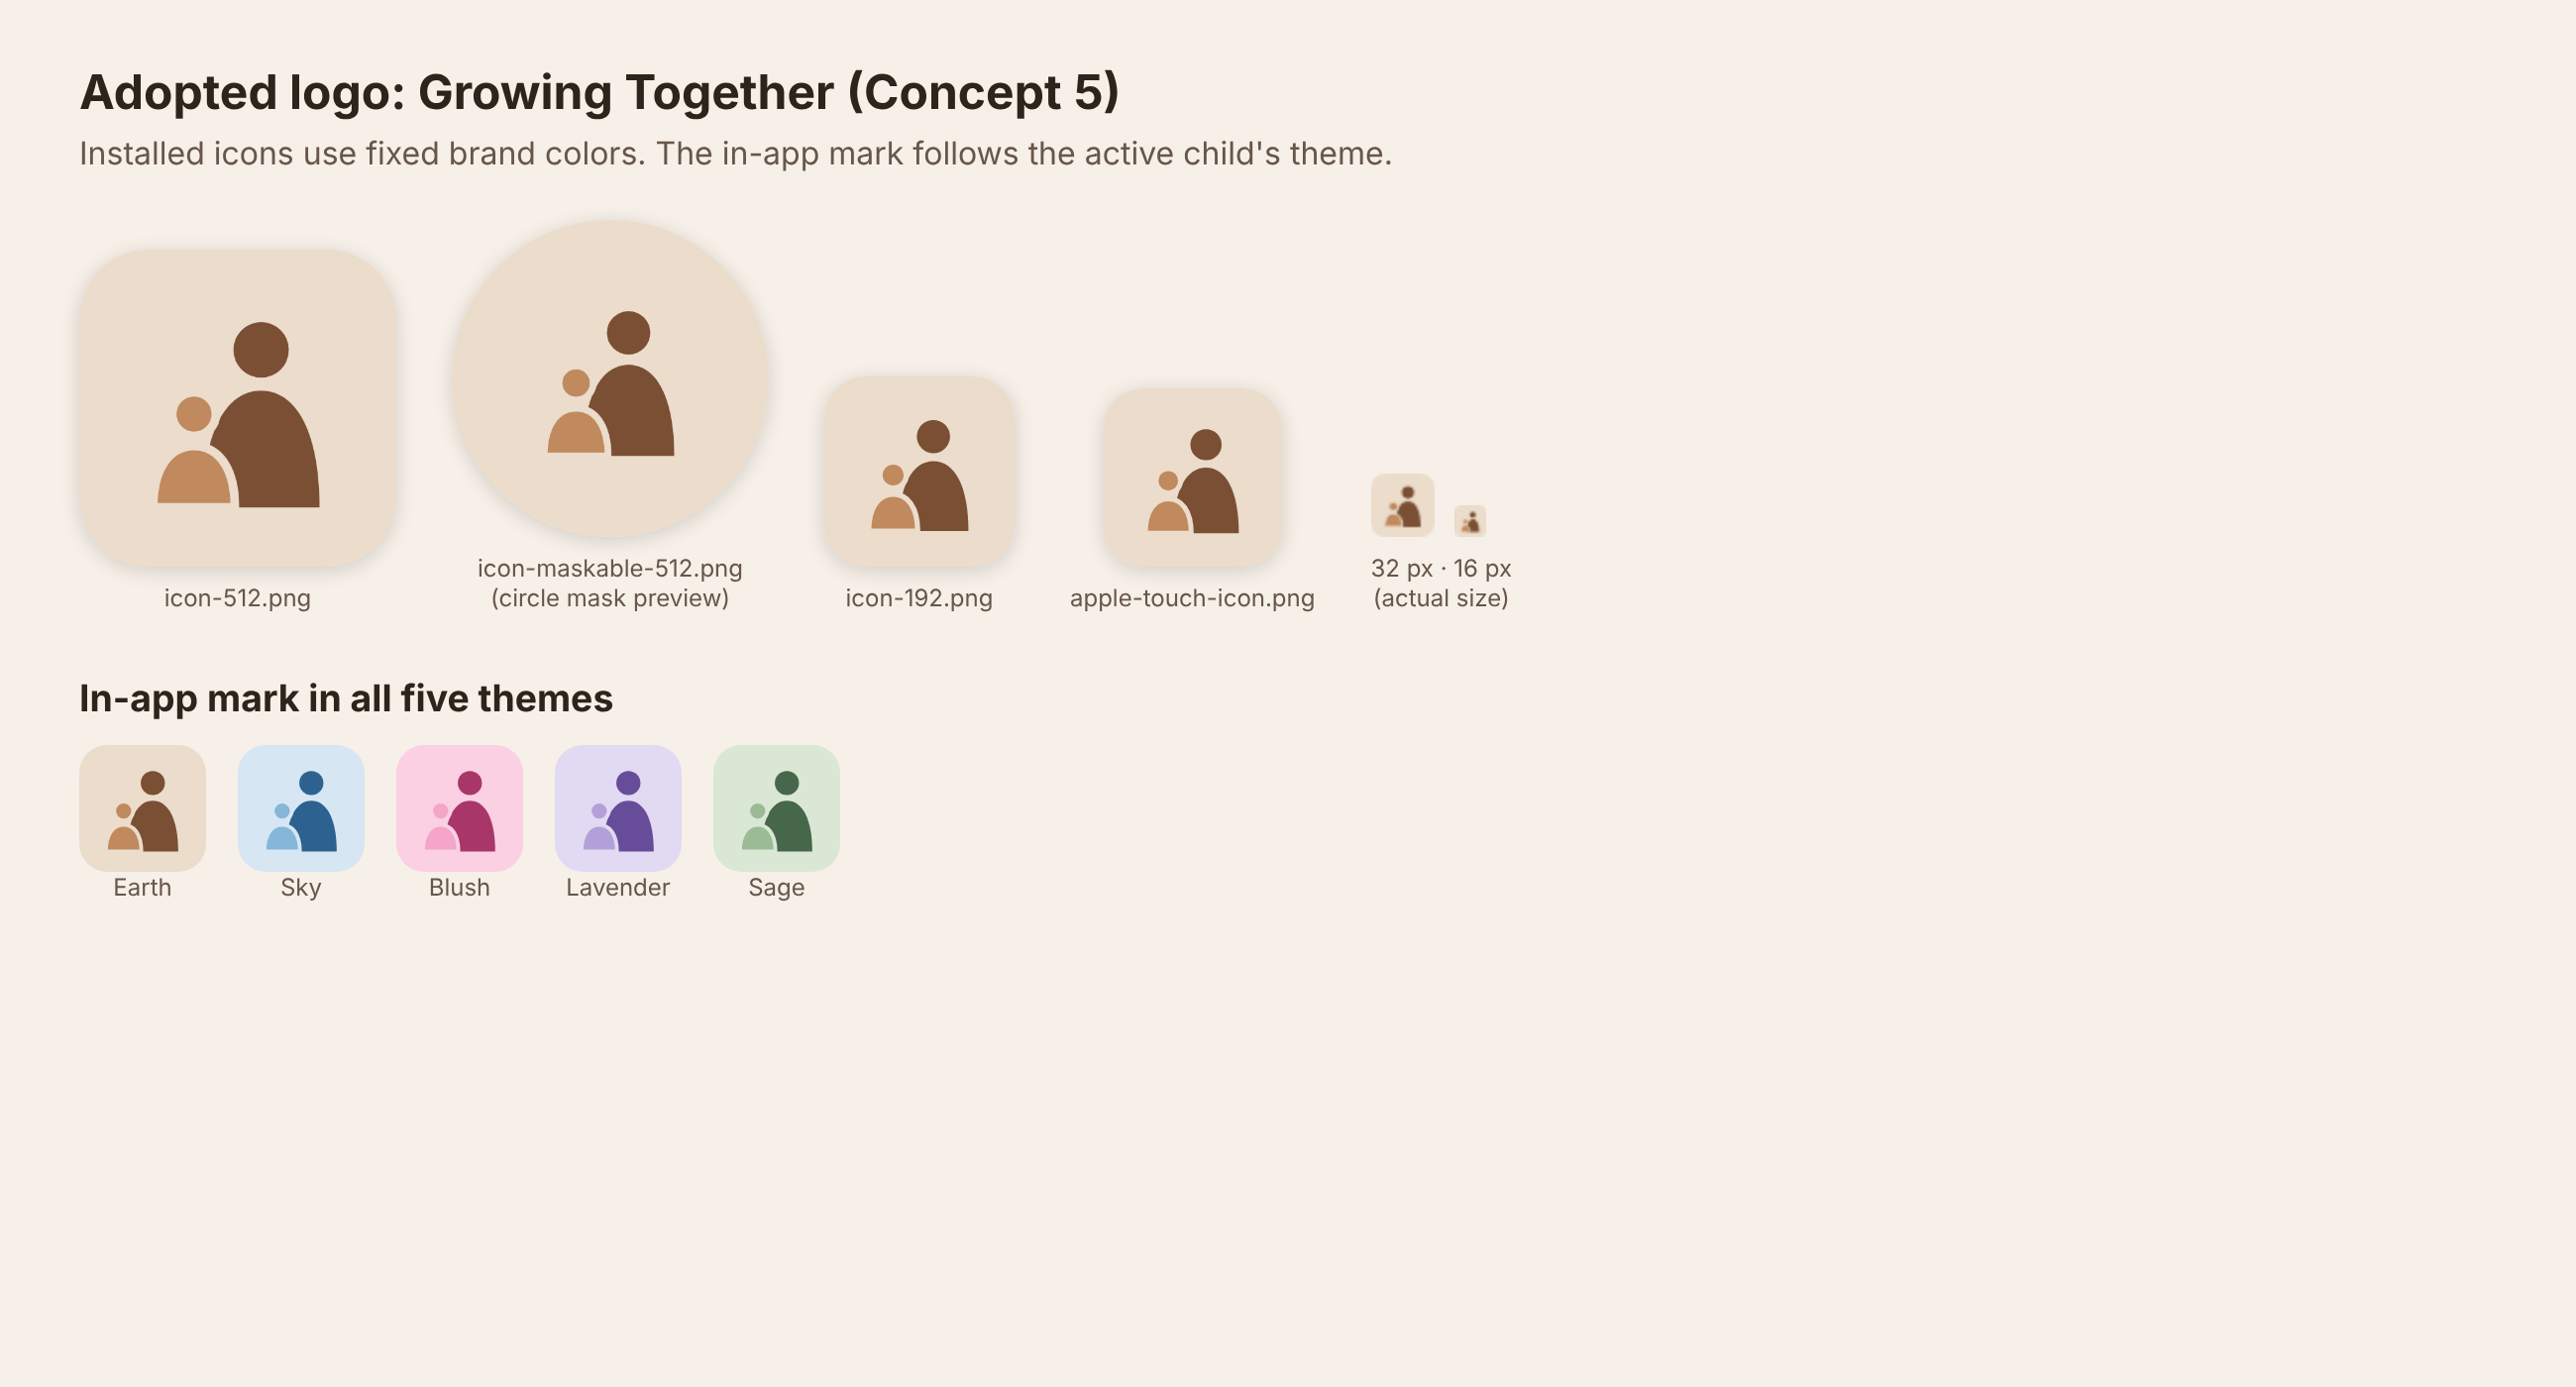 Adopted logo: Growing Together (Concept 5)
Installed icons use fixed brand colors. The in-app mark follows the active child's theme.
icon-512.png
icon-maskable-512.png
(circle mask preview)
icon-192.png
apple-touch-icon.png
32 px · 16 px
(actual size)
In-app mark in all five themes
Earth
Sky
Blush
Lavender
Sage